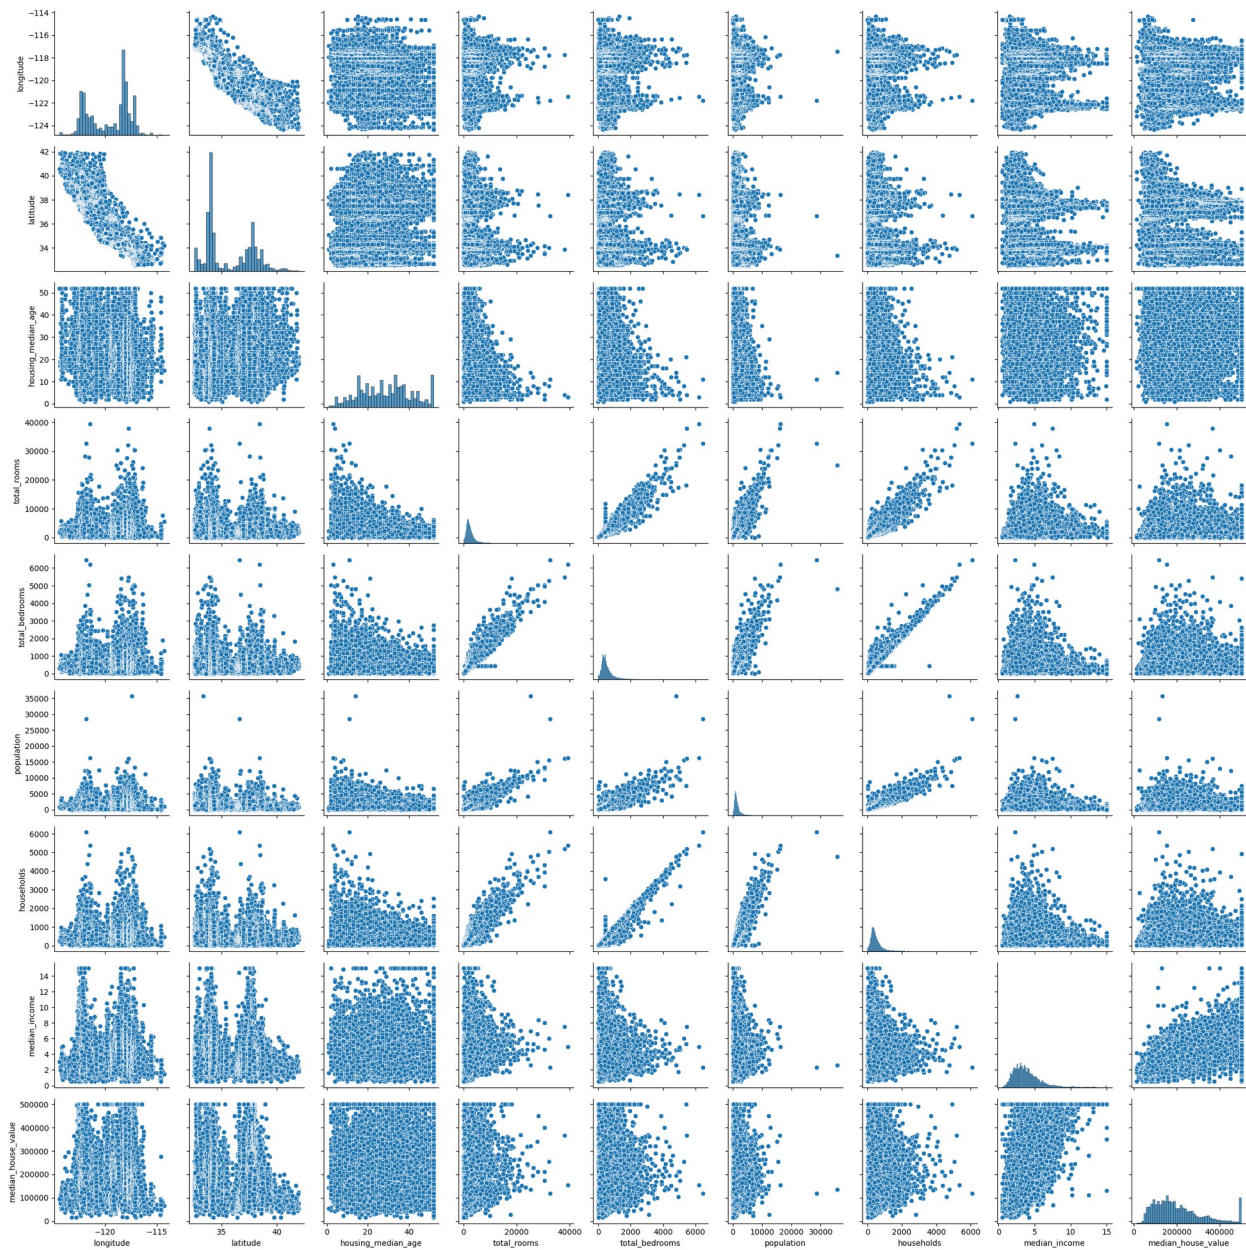 −114
−116
−118
−120
−122
−124
longitude
42
40
38
36
34
latitude
50
40
30
20
10
0
housing_median_age
40000
30000
20000
10000
0
total_rooms
6000
5000
4000
3000
2000
1000
0
total_bedrooms
35000
30000
25000
20000
15000
10000
5000
0
population
6000
5000
4000
3000
2000
1000
0
households
14
12
10
8
6
4
2
0
median_income
500000
400000
300000
200000
100000
0
median_house_value
−120 −115
35 40
0 20 40
0 20000 40000
0 2000 4000 6000
0 10000 20000 30000
0 2000 4000 6000
0 5 10 15
0 200000 400000
longitude
latitude
housing_median_age
total_rooms
total_bedrooms
population
households
median_income
median_house_value